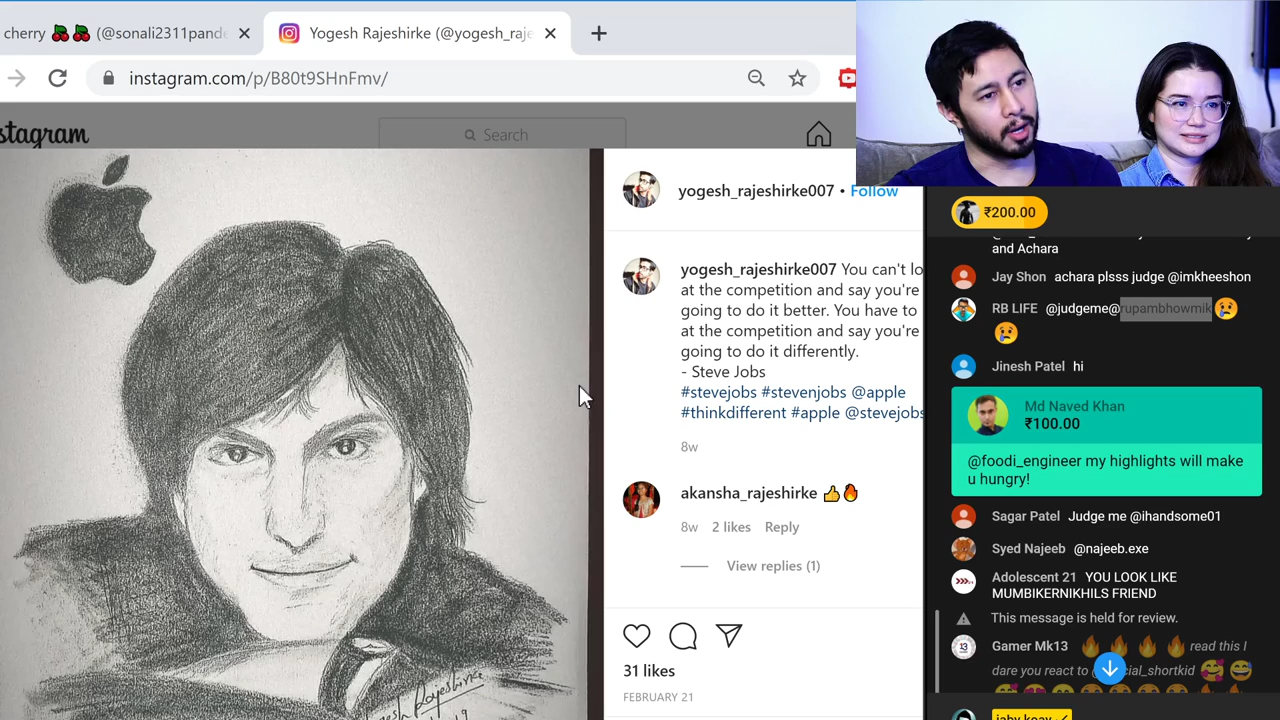 cherry 🍒🍒 (@sonali2311pand
Yogesh Rajeshirke (@yogesh_raje
instagram.com/p/B80t9SHnFmv/
stagram
Search
yogesh_rajeshirke007 • Follow
yogesh_rajeshirke007 You can't lo
at the competition and say you're
going to do it better. You have to
at the competition and say you're
going to do it differently.
- Steve Jobs
#stevejobs #stevenjobs @apple
#thinkdifferent #apple @stevejobs
8w
akansha_rajeshirke 👍🔥
8w 2 likes Reply
View replies (1)
31 likes
FEBRUARY 21
₹200.00
and Achara
Jay Shon achara plsss judge @imkheeshon
RB LIFE @judgeme@rupambhowmik😢
😢
Jinesh Patel hi
Md Naved Khan
₹100.00
@foodi_engineer my highlights will make
u hungry!
Sagar Patel Judge me @ihandsome01
Syed Najeeb @najeeb.exe
Adolescent 21 YOU LOOK LIKE
MUMBIKERNIKHILS FRIEND
This message is held for review.
Gamer Mk13 🔥🔥🔥🔥 read this I
dare you react to cial_shortkid 🥰😅
jaby koay